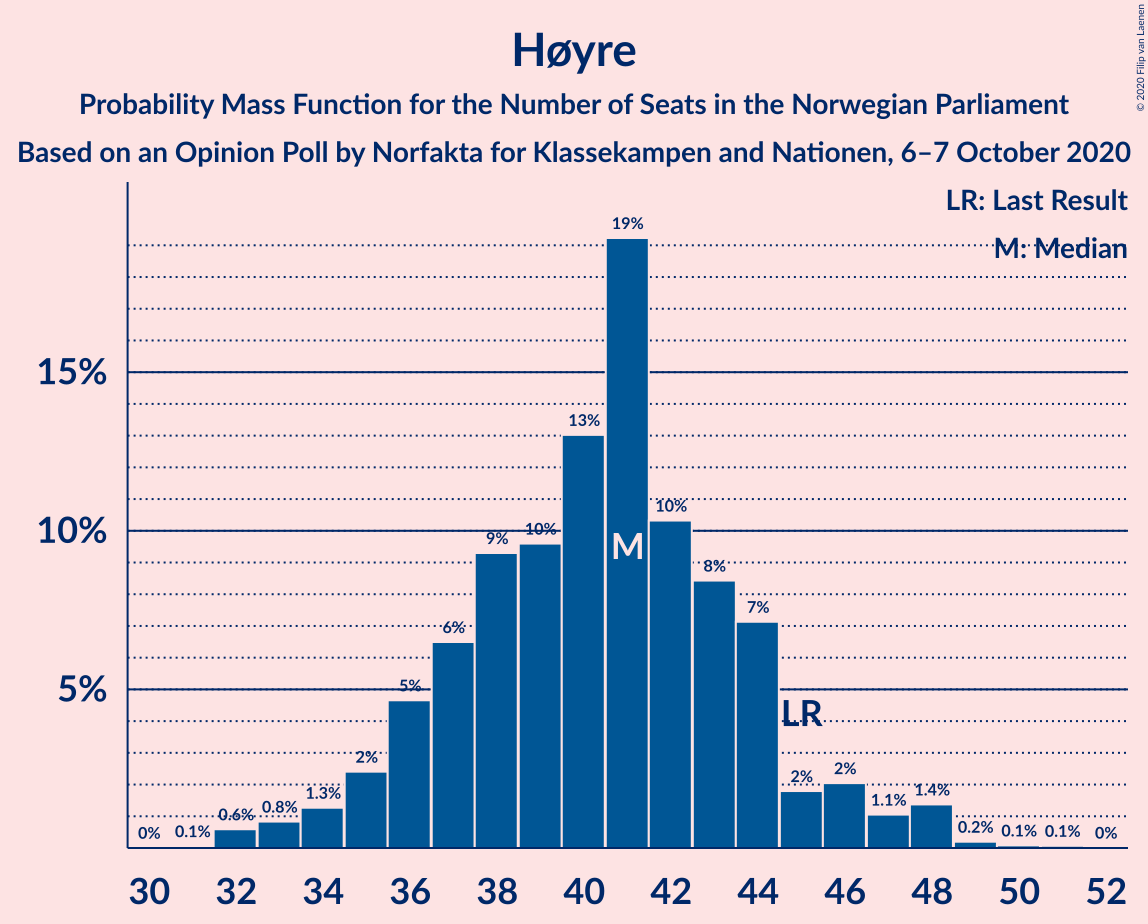 Høyre
Probability Mass Function for the Number of Seats in the Norwegian Parliament
Based on an Opinion Poll by Norfakta for Klassekampen and Nationen, 6–7 October 2020
© 2020 Filip van Laenen
LR: Last Result
M: Median
15%
10%
5%
0%
0.1%
0.6%
0.8%
1.3%
2%
5%
6%
9%
10%
13%
19%
10%
8%
7%
2%
2%
1.1%
1.4%
0.2%
0.1%
0.1%
0%
M
LR
30 32 34 36 38 40 42 44 46 48 50 52